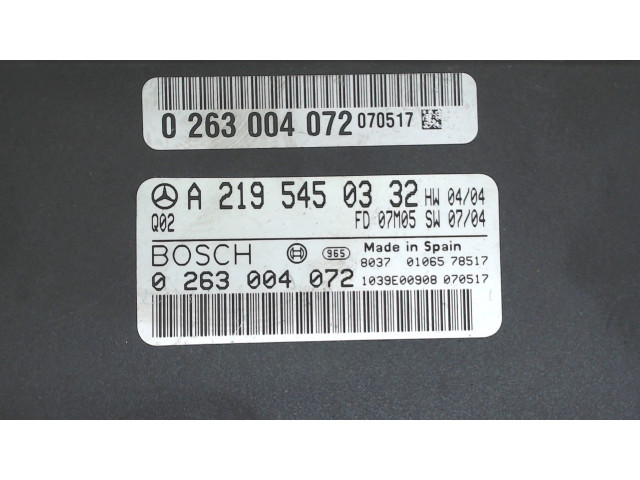 0 263 004 072 070517
A 219 545 03 32 HW 04/04
Q02 FD 07M05 SW 07/04
BOSCH 965 Made in Spain
8037 01065 78517
0 263 004 072 1039E00908 070517